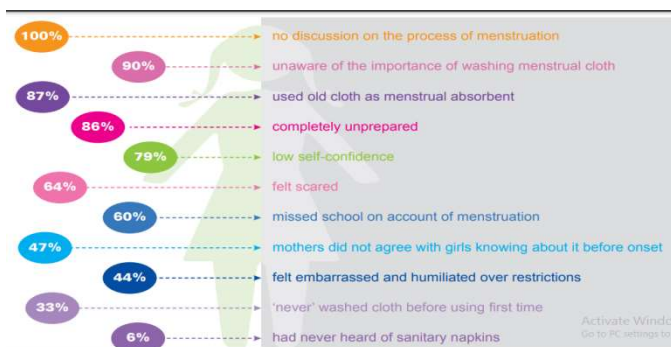 100% no discussion on the process of menstruation
90% unaware of the importance of washing menstrual cloth
87% used old cloth as menstrual absorbent
86% completely unprepared
79% low self-confidence
64% felt scared
60% missed school on account of menstruation
47% mothers did not agree with girls knowing about it before onset
44% felt embarrassed and humiliated over restrictions
33% 'never' washed cloth before using first time
6% had never heard of sanitary napkins
Activate Windo
Go to PC settings to